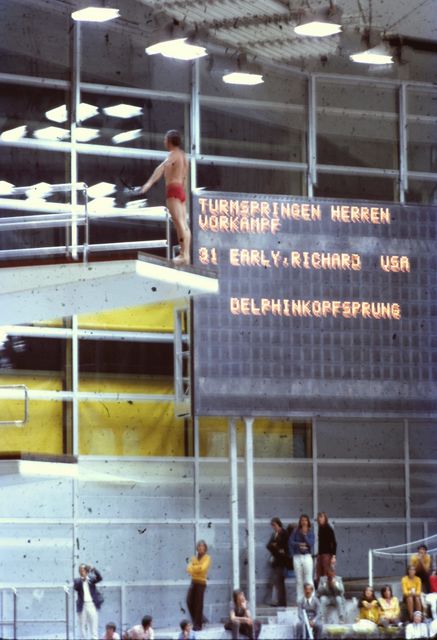 TURMSPRINGEN HERREN
VORKAMPF
31 EARLY,RICHARD USA
DELPHINKOPFSPRUNG